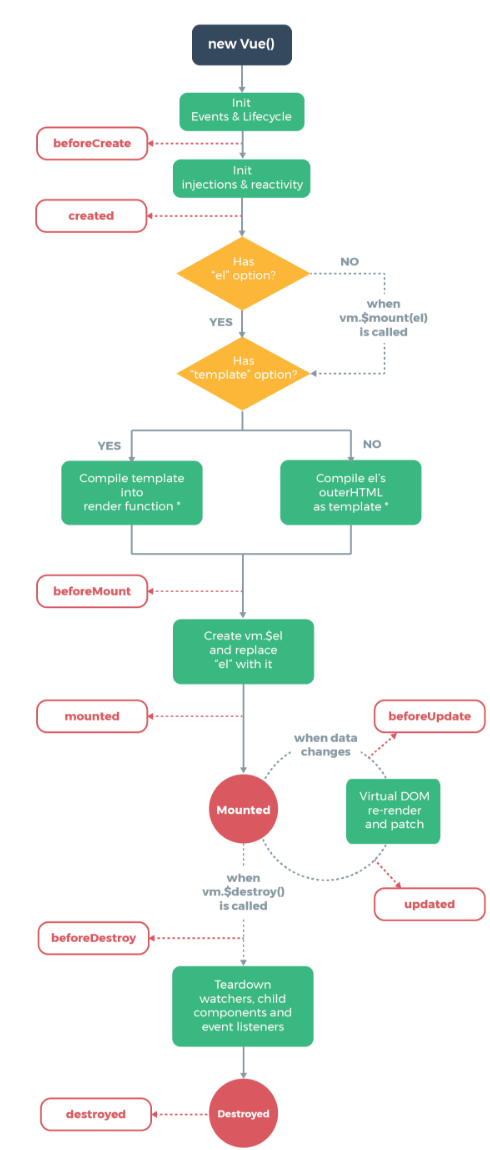 new Vue()
Init
Events & Lifecycle
beforeCreate
Init
injections & reactivity
created
Has
“el” option?
NO
when
vm.$mount(el)
is called
YES
Has
“template” option?
YES
NO
Compile template
into
render function *
Compile el’s
outerHTML
as template *
beforeMount
Create vm.$el
and replace
“el” with it
mounted
beforeUpdate
when data
changes
Mounted
Virtual DOM
re-render
and patch
when
vm.$destroy()
is called
updated
beforeDestroy
Teardown
watchers, child
components and
event listeners
destroyed
Destroyed